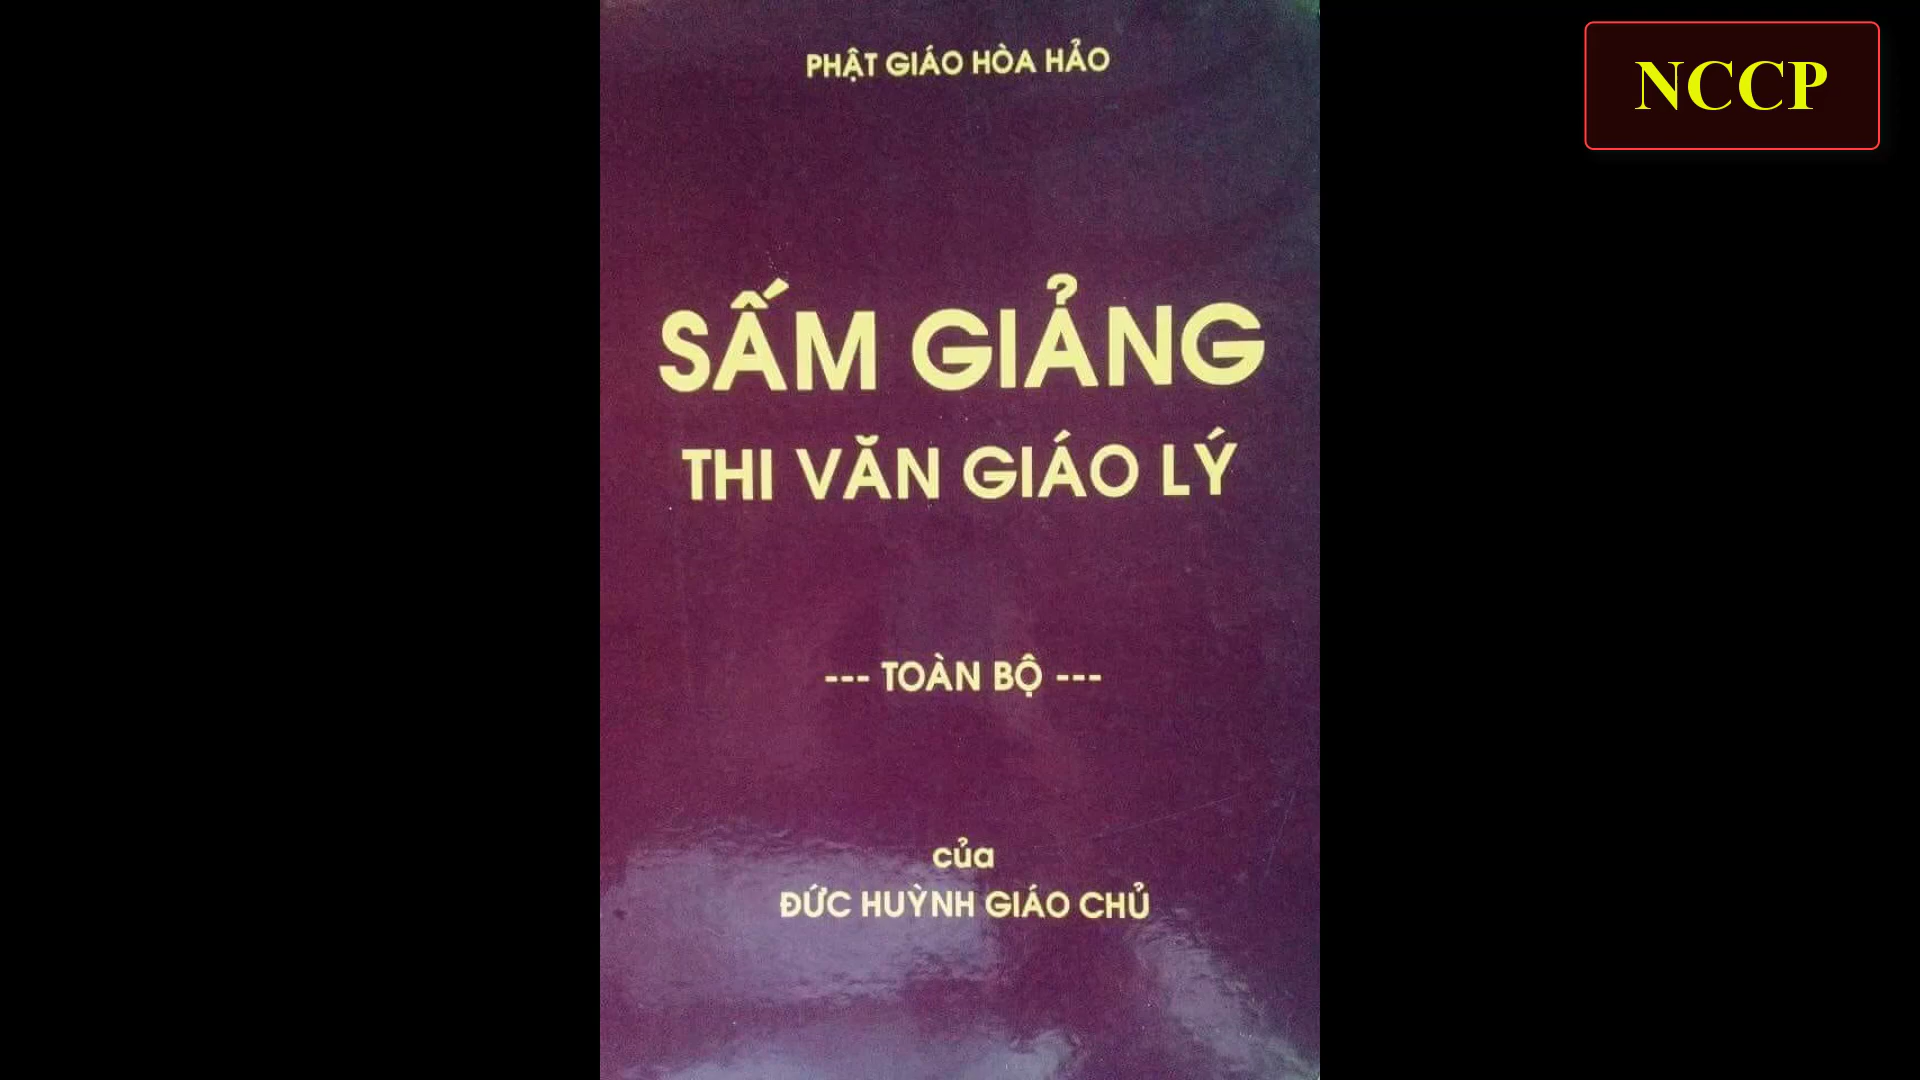 NCCP
PHẬT GIÁO HÒA HẢO
SẤM GIẢNG
THI VĂN GIÁO LÝ
--- TOÀN BỘ ---
của
ĐỨC HUỲNH GIÁO CHỦ